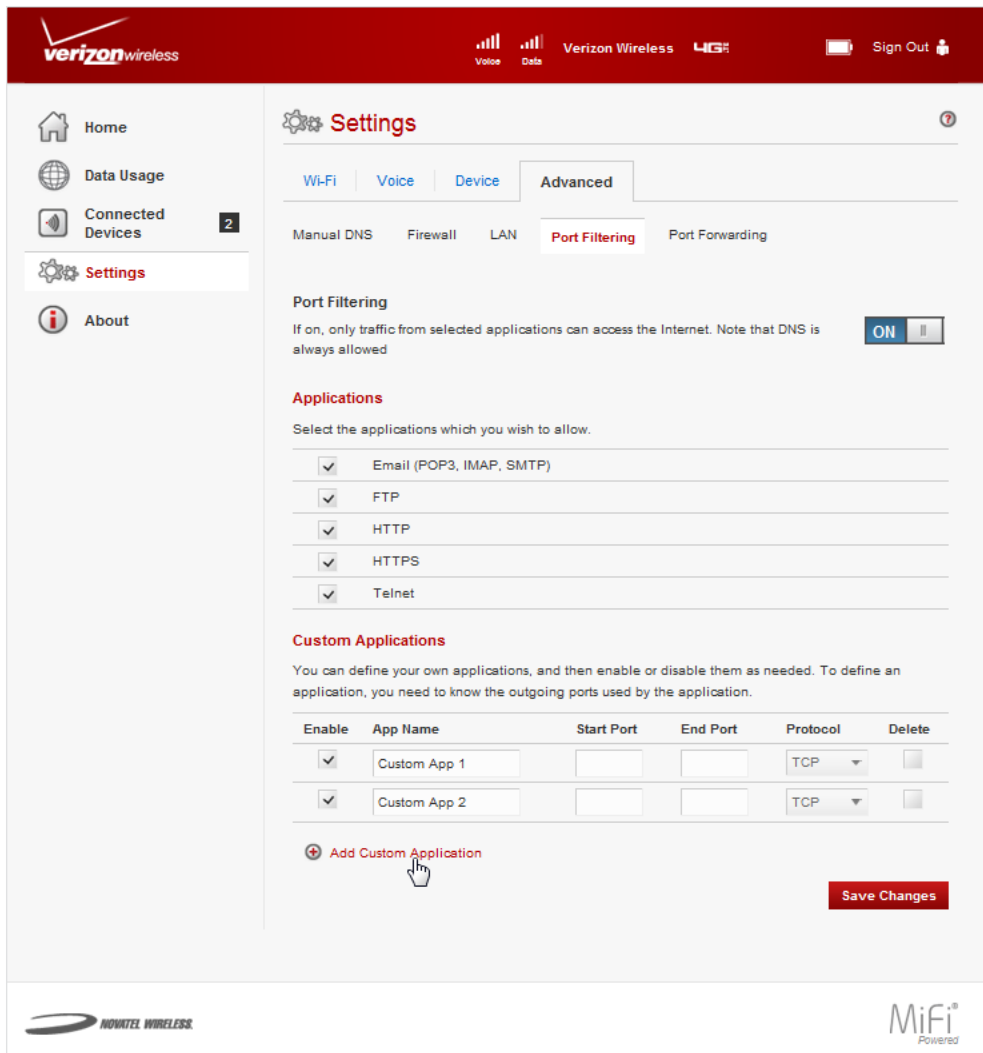 verizonwireless
Voice
Data
Verizon Wireless
4G LTE
Sign Out
Home
Data Usage
Connected
Devices
2
Settings
About
Settings
?
Wi-Fi
Voice
Device
Advanced
Manual DNS
Firewall
LAN
Port Filtering
Port Forwarding
Port Filtering
If on, only traffic from selected applications can access the Internet. Note that DNS is
always allowed
ON
Applications
Select the applications which you wish to allow.
Email (POP3, IMAP, SMTP)
FTP
HTTP
HTTPS
Telnet
Custom Applications
You can define your own applications, and then enable or disable them as needed. To define an
application, you need to know the outgoing ports used by the application.
Enable App Name Start Port End Port Protocol Delete
Custom App 1 TCP
Custom App 2 TCP
Add Custom Application
Save Changes
NOVATEL WIRELESS.
MiFi®
Powered